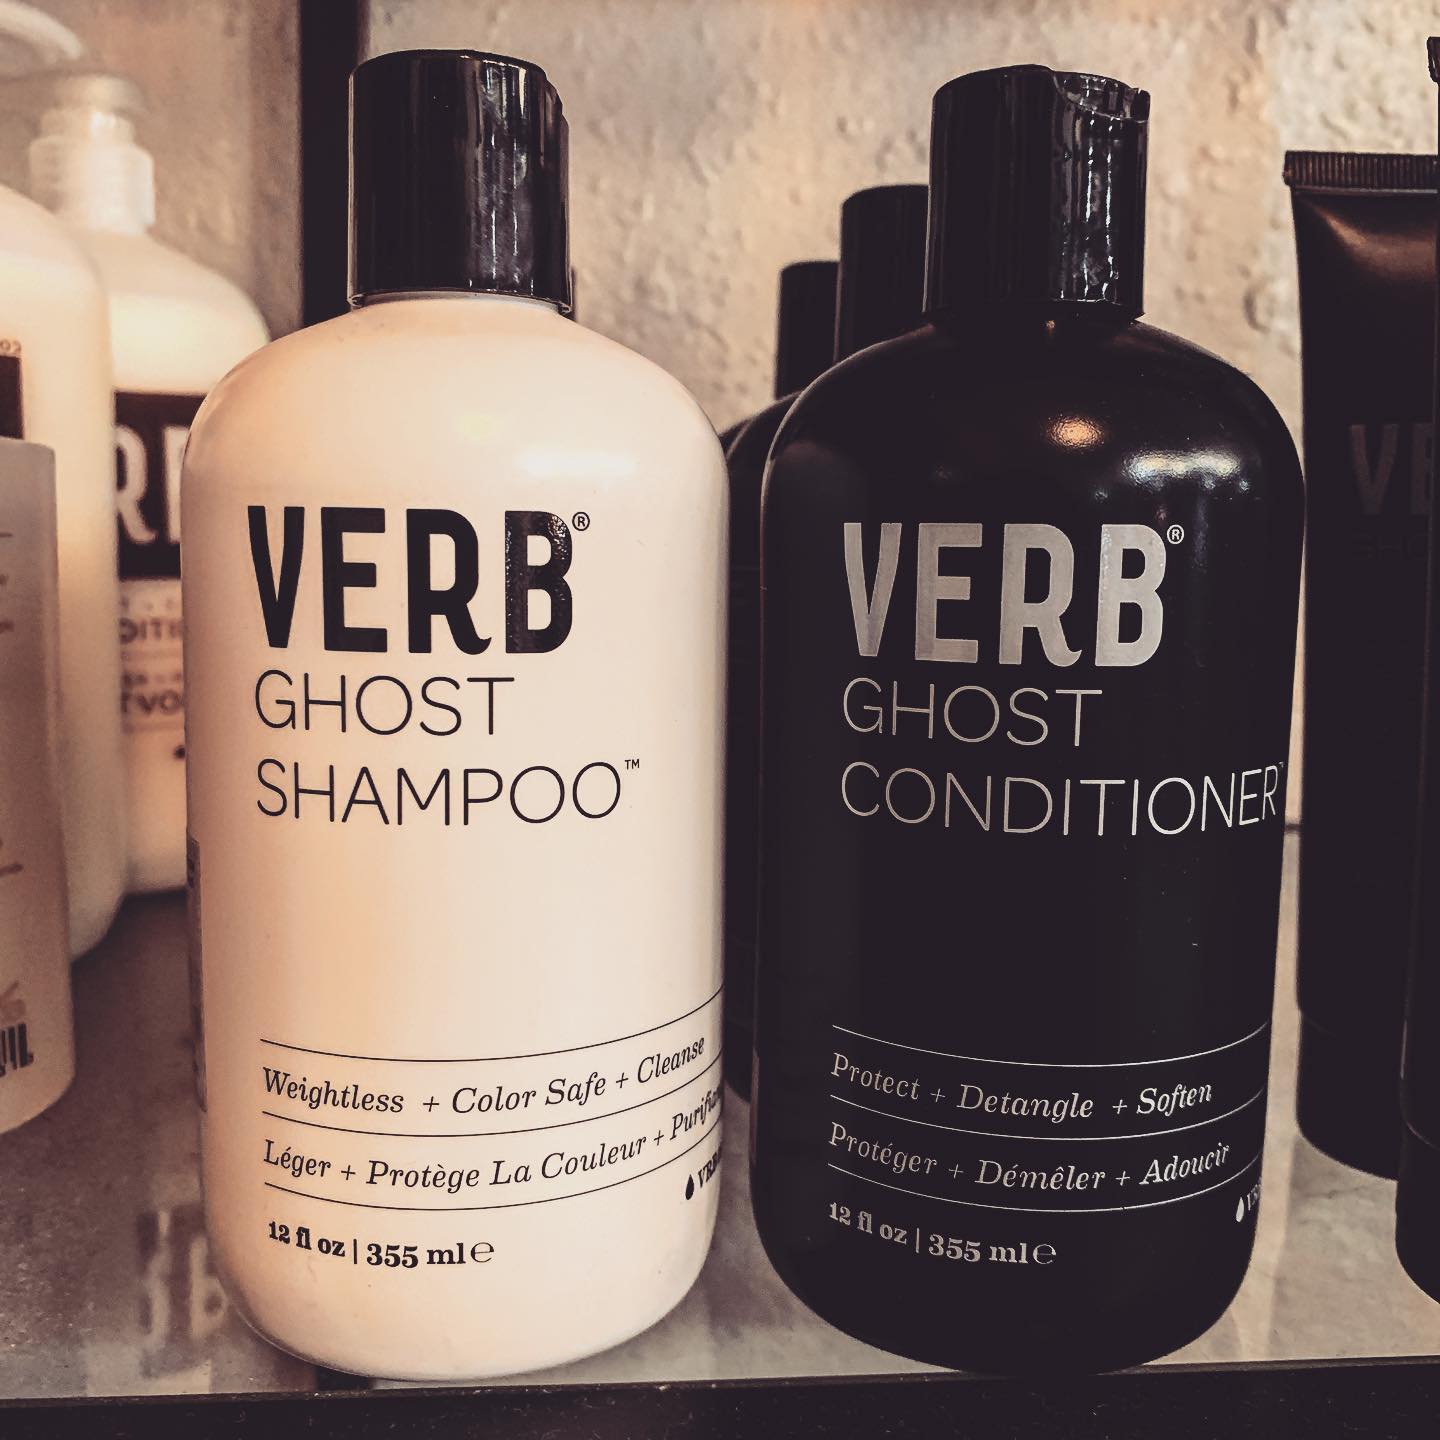 VERB®
GHOST
SHAMPOO™
Weightless + Color Safe + Cleanse
Léger + Protège La Couleur +
12 fl oz | 355 ml ℮
VERB®
GHOST
CONDITIONER™
Protect + Detangle + Soften
Protéger + Démêler + Adoucir
12 fl oz | 355 ml ℮